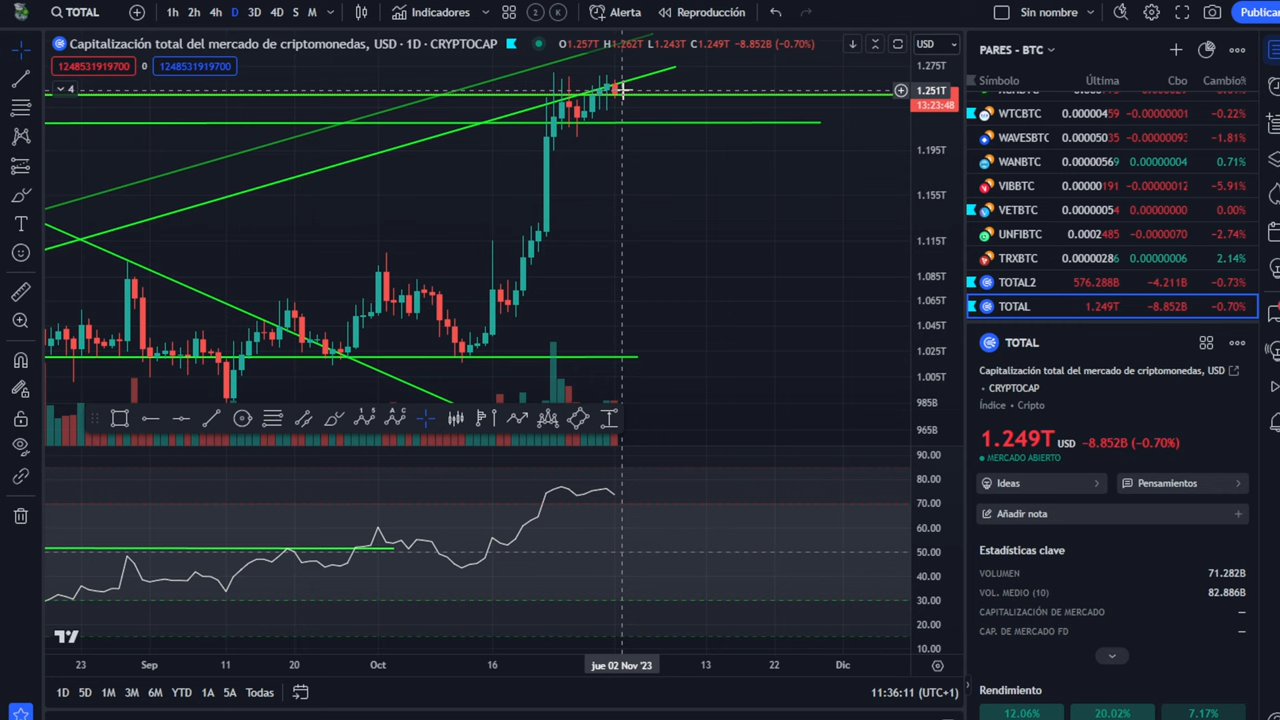 TOTAL 1h 2h 4h D 3D 4D S M Indicadores 2 K Alerta Reproducción Sin nombre Publicar
Capitalización total del mercado de criptomonedas, USD · 1D · CRYPTOCAP O1.257T H1.262T L1.243T C1.249T −8.852B (−0.70%) USD
1248531919700 0 1248531919700
4
1.275T
1.251T
13:23:48
1.195T
1.155T
1.115T
1.085T
1.065T
1.045T
1.025T
1.005T
985B
965B
90.00
80.00
70.00
60.00
50.00
40.00
30.00
20.00
10.00
23 Sep 11 20 Oct 16 jue 02 Nov '23 13 22 Dic
1D 5D 1M 3M 6M YTD 1A 5A Todas 11:36:11 (UTC+1)
PARES - BTC
Símbolo Última Cbo Cambio%
WTCBTC 0.0000459 −0.0000001 −0.22%
WAVESBTC 0.00005035 −0.00000093 −1.81%
WANBTC 0.00000569 0.00000004 0.71%
VIBBTC 0.00000191 −0.00000012 −5.91%
VETBTC 0.0000054 0.00000000 0.00%
UNFIBTC 0.0002485 −0.0000070 −2.74%
TRXBTC 0.00000286 2.14%
TOTAL2 576.288B −4.211B −0.73%
TOTAL 1.249T −8.852B −0.70%
TOTAL
Capitalización total del mercado de criptomonedas, USD
• CRYPTOCAP
Índice • Cripto
1.249T USD −8.852B (−0.70%)
MERCADO ABIERTO
Ideas Pensamientos
Añadir nota
Estadísticas clave
VOLUMEN 71.282B
VOL. MEDIO (10) 82.886B
CAPITALIZACIÓN DE MERCADO —
CAP. DE MERCADO FD —
Rendimiento
12.06% 20.02% 7.17%